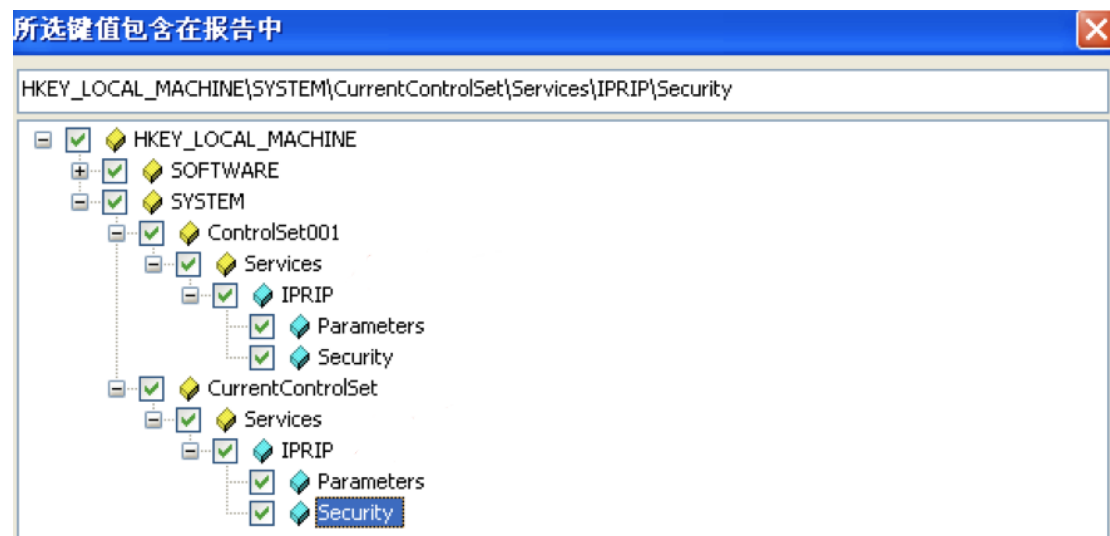 所选键值包含在报告中
HKEY_LOCAL_MACHINE\SYSTEM\CurrentControlSet\Services\IPRIP\Security
HKEY_LOCAL_MACHINE
SOFTWARE
SYSTEM
ControlSet001
Services
IPRIP
Parameters
Security
CurrentControlSet
Services
IPRIP
Parameters
Security